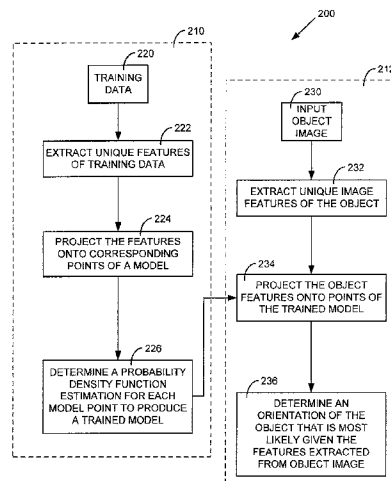 200
210
220
TRAINING
DATA
222
EXTRACT UNIQUE FEATURES
OF TRAINING DATA
224
PROJECT THE FEATURES
ONTO CORRESPONDING
POINTS OF A MODEL
226
DETERMINE A PROBABILITY
DENSITY FUNCTION
ESTIMATION FOR EACH
MODEL POINT TO PRODUCE
A TRAINED MODEL
212
230
INPUT
OBJECT
IMAGE
232
EXTRACT UNIQUE IMAGE
FEATURES OF THE OBJECT
234
PROJECT THE OBJECT
FEATURES ONTO POINTS OF
THE TRAINED MODEL
236
DETERMINE AN
ORIENTATION OF THE
OBJECT THAT IS MOST
LIKELY GIVEN THE
FEATURES EXTRACTED
FROM OBJECT IMAGE